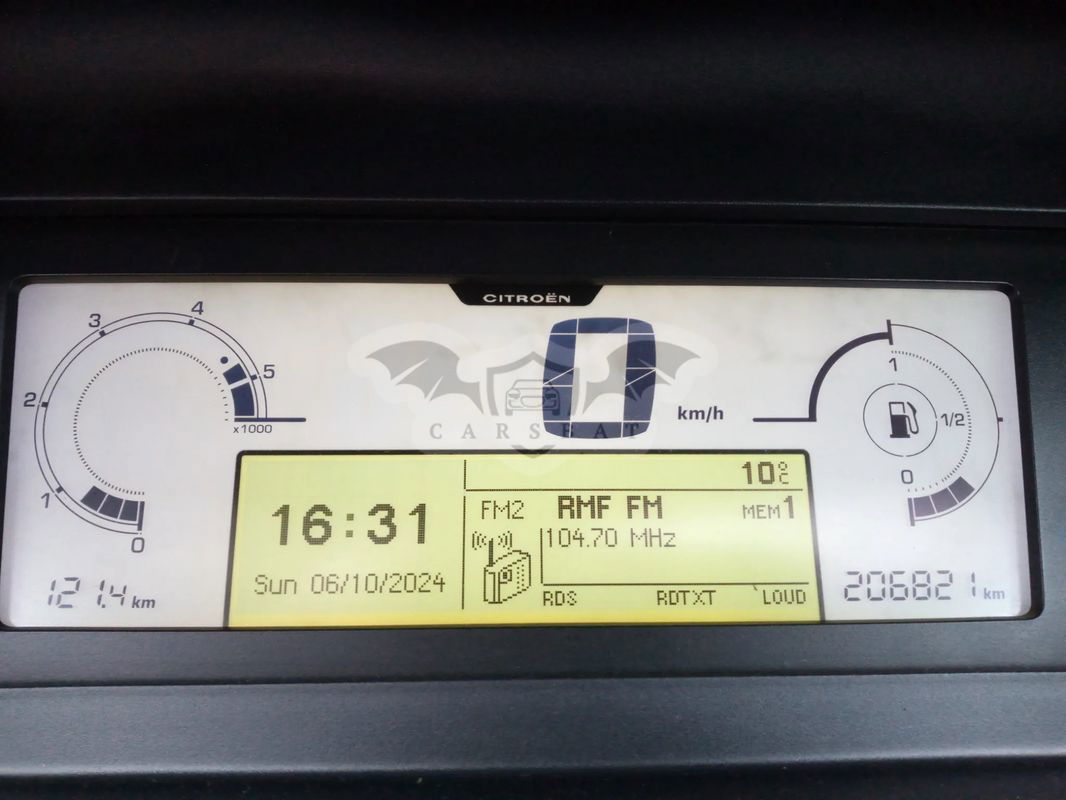 CITROËN
4
3
5
2
x1000
1
0
0
km/h
1
1/2
0
CARSEAT
16:31
Sun 06/10/2024
10°C
FM2 RMF FM MEM1
104.70 MHz
RDS RDTXT LOUD
121.4 km
206821 km